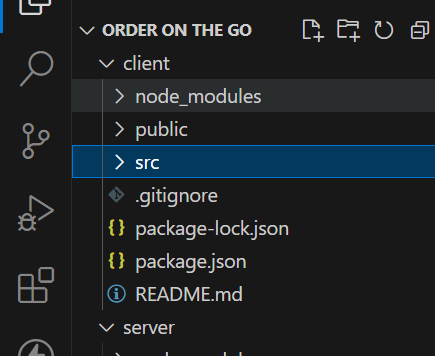 ORDER ON THE GO
client
node_modules
public
src
.gitignore
{} package-lock.json
{} package.json
README.md
server